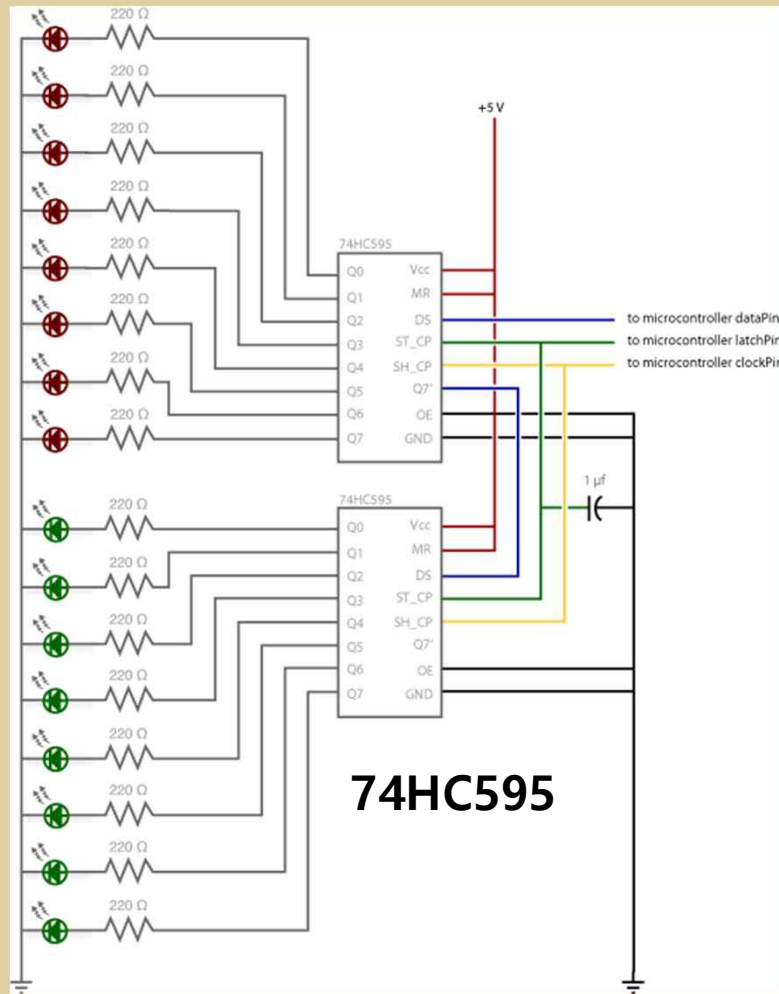 220 Ω
220 Ω
220 Ω
220 Ω
220 Ω
220 Ω
220 Ω
220 Ω
+5 V
74HC595
Q0 Vcc
Q1 MR
Q2 DS
Q3 ST_CP
Q4 SH_CP
Q5 Q7'
Q6 OE
Q7 GND
to microcontroller dataPin
to microcontroller latchPin
to microcontroller clockPin
1 µf
74HC595
Q0 Vcc
Q1 MR
Q2 DS
Q3 ST_CP
Q4 SH_CP
Q5 Q7'
Q6 OE
Q7 GND
220 Ω
220 Ω
220 Ω
220 Ω
220 Ω
220 Ω
220 Ω
220 Ω
74HC595